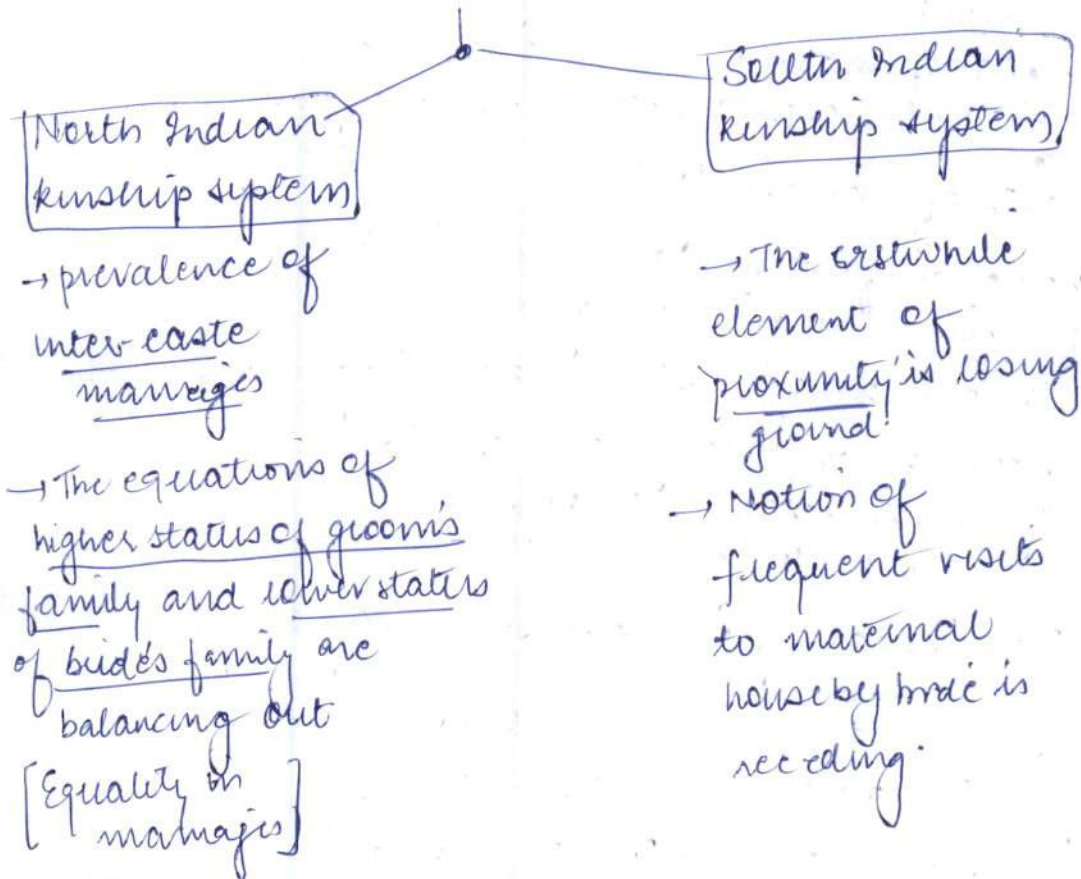 North Indian
kinship system
→ prevalence of
inter-caste
marriages
→ The equations of
higher status of groom's
family and lower status
of bride's family are
balancing out
[Equality in
marriages]
South Indian
kinship system
→ The erstwhile
element of
'proximity' is losing
ground.
→ Notion of
frequent visits
to maternal
house by bride is
receding.